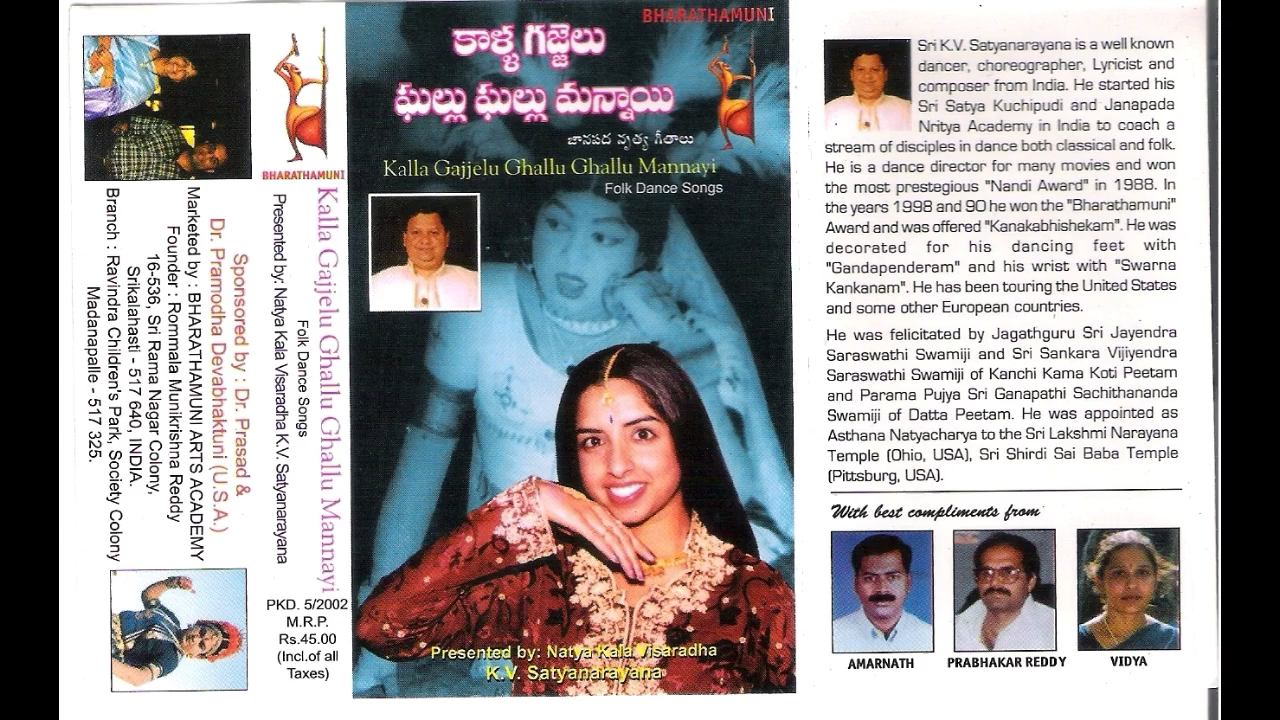 Sponsored by : Dr. Prasad &
Dr. Pramodha Devabhaktuni (U.S.A.)
Marketed by : BHARATHAMUNI ARTS ACADEMY
Founder : Rommala Munikrishna Reddy
16-536, Sri Rama Nagar Colony,
Srikalahasti - 517 640, INDIA.
Branch : Ravindra Children's Park, Society Colony
Madanapalle - 517 325.
BHARATHAMUNI
Kalla Gajjelu Ghallu Ghallu Mannayi
Folk Dance Songs
Presented by: Natya Kala Visaradha K.V. Satyanarayana
PKD. 5/2002
M.R.P.
Rs.45.00
(Incl.of all
Taxes)
BHARATHAMUNI
కాళ్ళ గజ్జెలు
ఘల్లు ఘల్లు మన్నాయి
జానపద నృత్య గీతాలు
Kalla Gajjelu Ghallu Ghallu Mannayi
Folk Dance Songs
Presented by: Natya Kala Visaradha
K.V. Satyanarayana
Sri K.V. Satyanarayana is a well known
dancer, choreographer, Lyricist and
composer from India. He started his
Sri Satya Kuchipudi and Janapada
Nritya Academy in India to coach a
stream of disciples in dance both classical and folk.
He is a dance director for many movies and won
the most prestegious "Nandi Award" in 1988. In
the years 1998 and 90 he won the "Bharathamuni"
Award and was offered "Kanakabhishekam". He was
decorated for his dancing feet with
"Gandapenderam" and his wrist with "Swarna
Kankanam". He has been touring the United States
and some other European countries.
He was felicitated by Jagathguru Sri Jayendra
Saraswathi Swamiji and Sri Sankara Vijiyendra
Saraswathi Swamiji of Kanchi Kama Koti Peetam
and Parama Pujya Sri Ganapathi Sachithananda
Swamiji of Datta Peetam. He was appointed as
Asthana Natyacharya to the Sri Lakshmi Narayana
Temple (Ohio, USA), Sri Shirdi Sai Baba Temple
(Pittsburg, USA).
With best compliments from
AMARNATH
PRABHAKAR REDDY
VIDYA